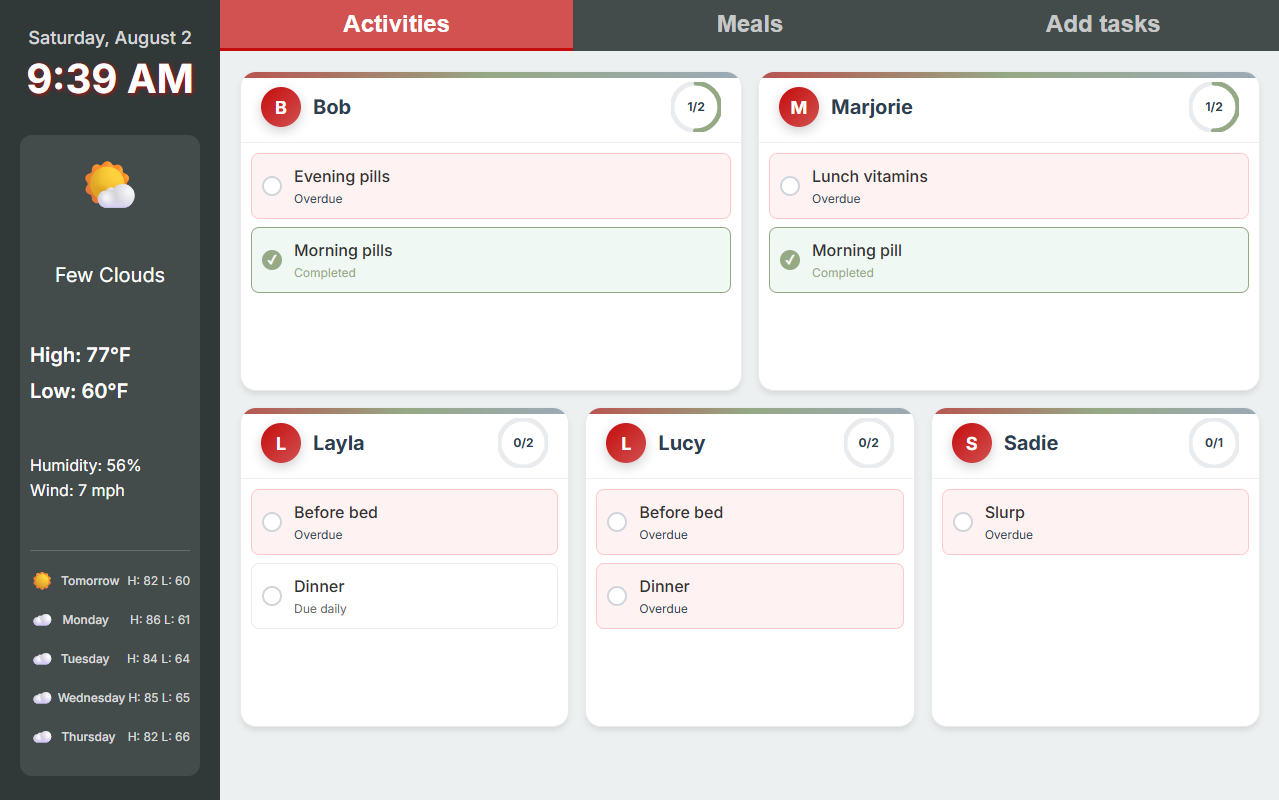 Saturday, August 2
9:39 AM
Few Clouds
High: 77°F
Low: 60°F
Humidity: 56%
Wind: 7 mph
Tomorrow H: 82 L: 60
Monday H: 86 L: 61
Tuesday H: 84 L: 64
Wednesday H: 85 L: 65
Thursday H: 82 L: 66
Activities
Meals
Add tasks
B
Bob
1/2
Evening pills
Overdue
Morning pills
Completed
M
Marjorie
1/2
Lunch vitamins
Overdue
Morning pill
Completed
L
Layla
0/2
Before bed
Overdue
Dinner
Due daily
L
Lucy
0/2
Before bed
Overdue
Dinner
Overdue
S
Sadie
0/1
Slurp
Overdue